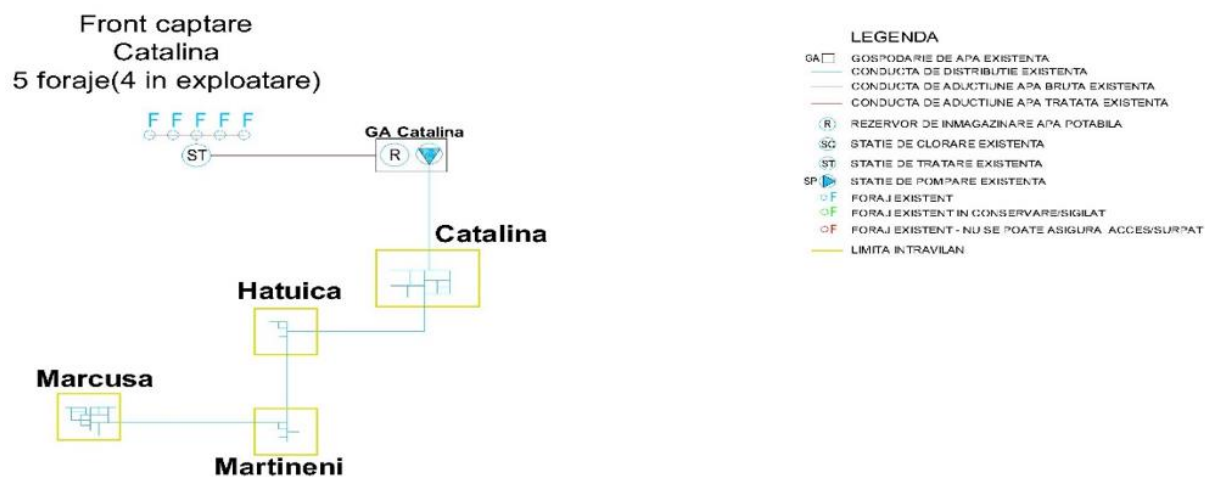 Front captare
Catalina
5 foraje(4 in exploatare)
F F F F F
ST
GA Catalina
R
Catalina
Hatuica
Marcusa
Martineni
LEGENDA
GA GOSPODARIE DE APA EXISTENTA
CONDUCTA DE DISTRIBUTIE EXISTENTA
CONDUCTA DE ADUCTIUNE APA BRUTA EXISTENTA
CONDUCTA DE ADUCTIUNE APA TRATATA EXISTENTA
R REZERVOR DE INMAGAZINARE APA POTABILA
SC STATIE DE CLORARE EXISTENTA
ST STATIE DE TRATARE EXISTENTA
SP STATIE DE POMPARE EXISTENTA
F FORAJ EXISTENT
F FORAJ EXISTENT IN CONSERVARE/SIGILAT
F FORAJ EXISTENT - NU SE POATE ASIGURA ACCES/SURPAT
LIMITA INTRAVILAN